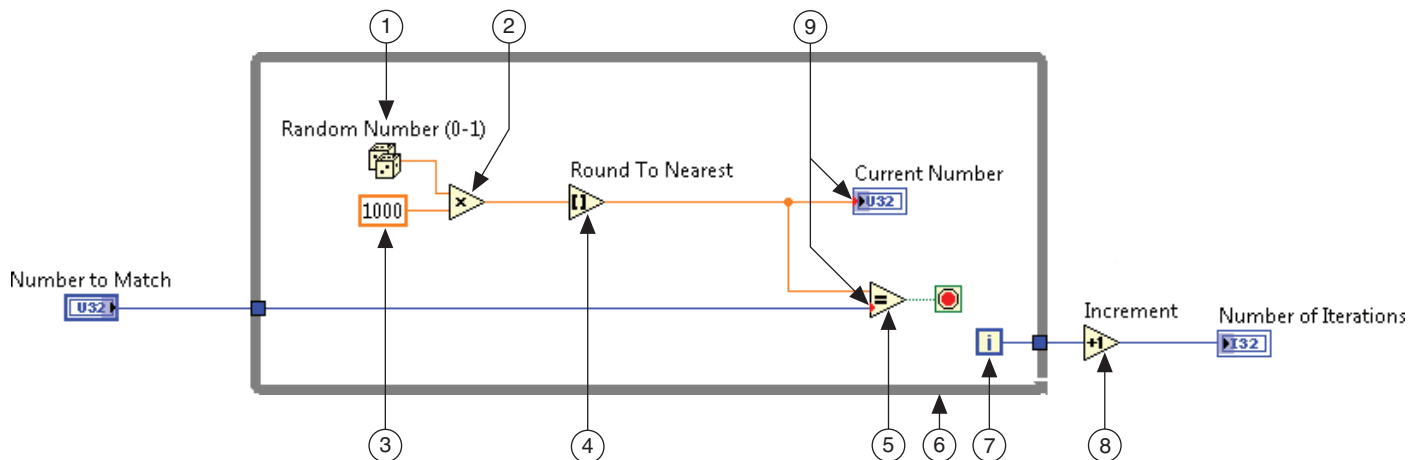 1
2
9
Random Number (0-1)
x
1000
Round To Nearest
[ ]
Current Number
U32
Number to Match
U32
=
i
Increment
+1
Number of Iterations
I32
3
4
5
6
7
8